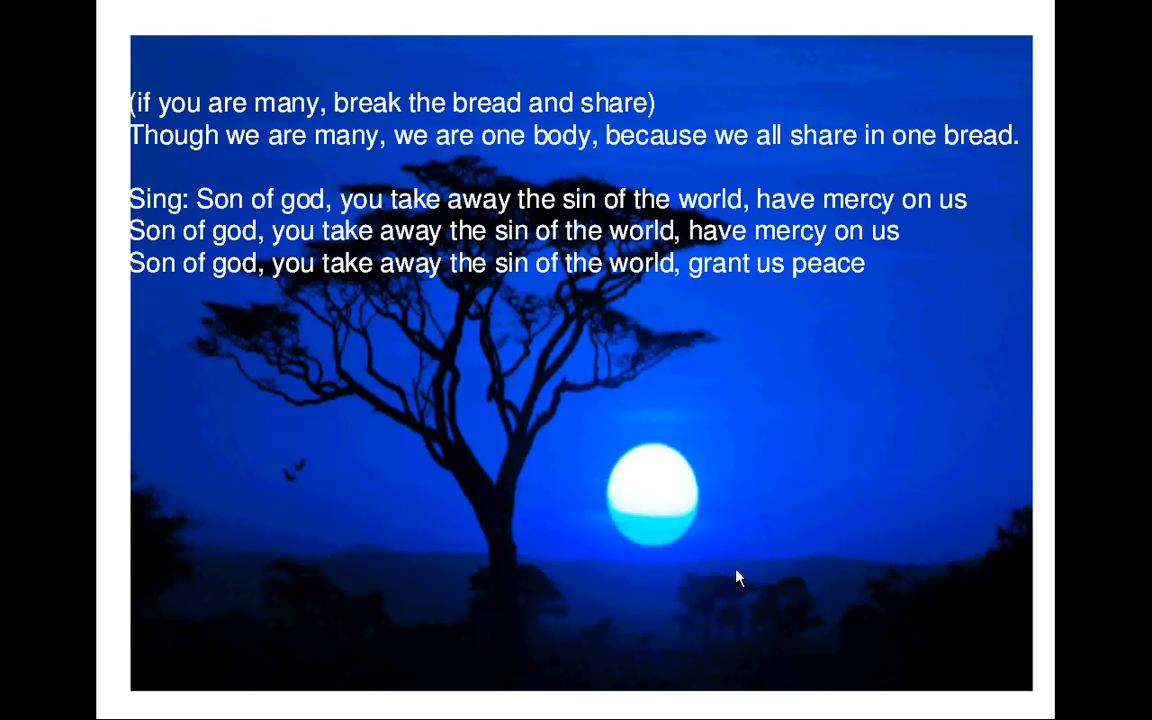 (if you are many, break the bread and share)
Though we are many, we are one body, because we all share in one bread.
Sing: Son of god, you take away the sin of the world, have mercy on us
Son of god, you take away the sin of the world, have mercy on us
Son of god, you take away the sin of the world, grant us peace